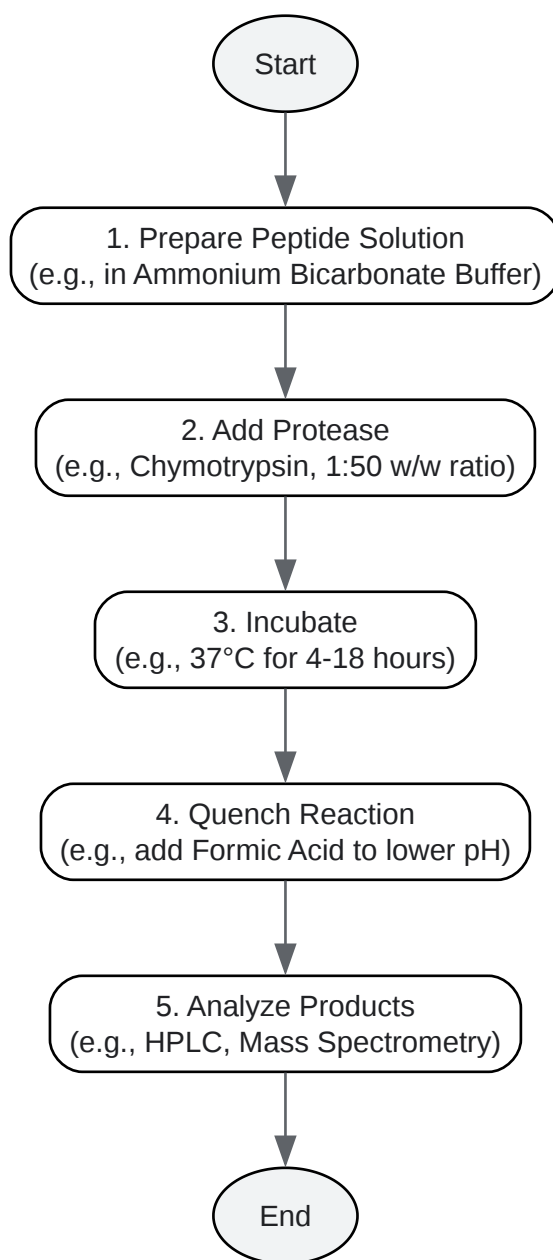 Start
1. Prepare Peptide Solution
(e.g., in Ammonium Bicarbonate Buffer)
2. Add Protease
(e.g., Chymotrypsin, 1:50 w/w ratio)
3. Incubate
(e.g., 37°C for 4-18 hours)
4. Quench Reaction
(e.g., add Formic Acid to lower pH)
5. Analyze Products
(e.g., HPLC, Mass Spectrometry)
End